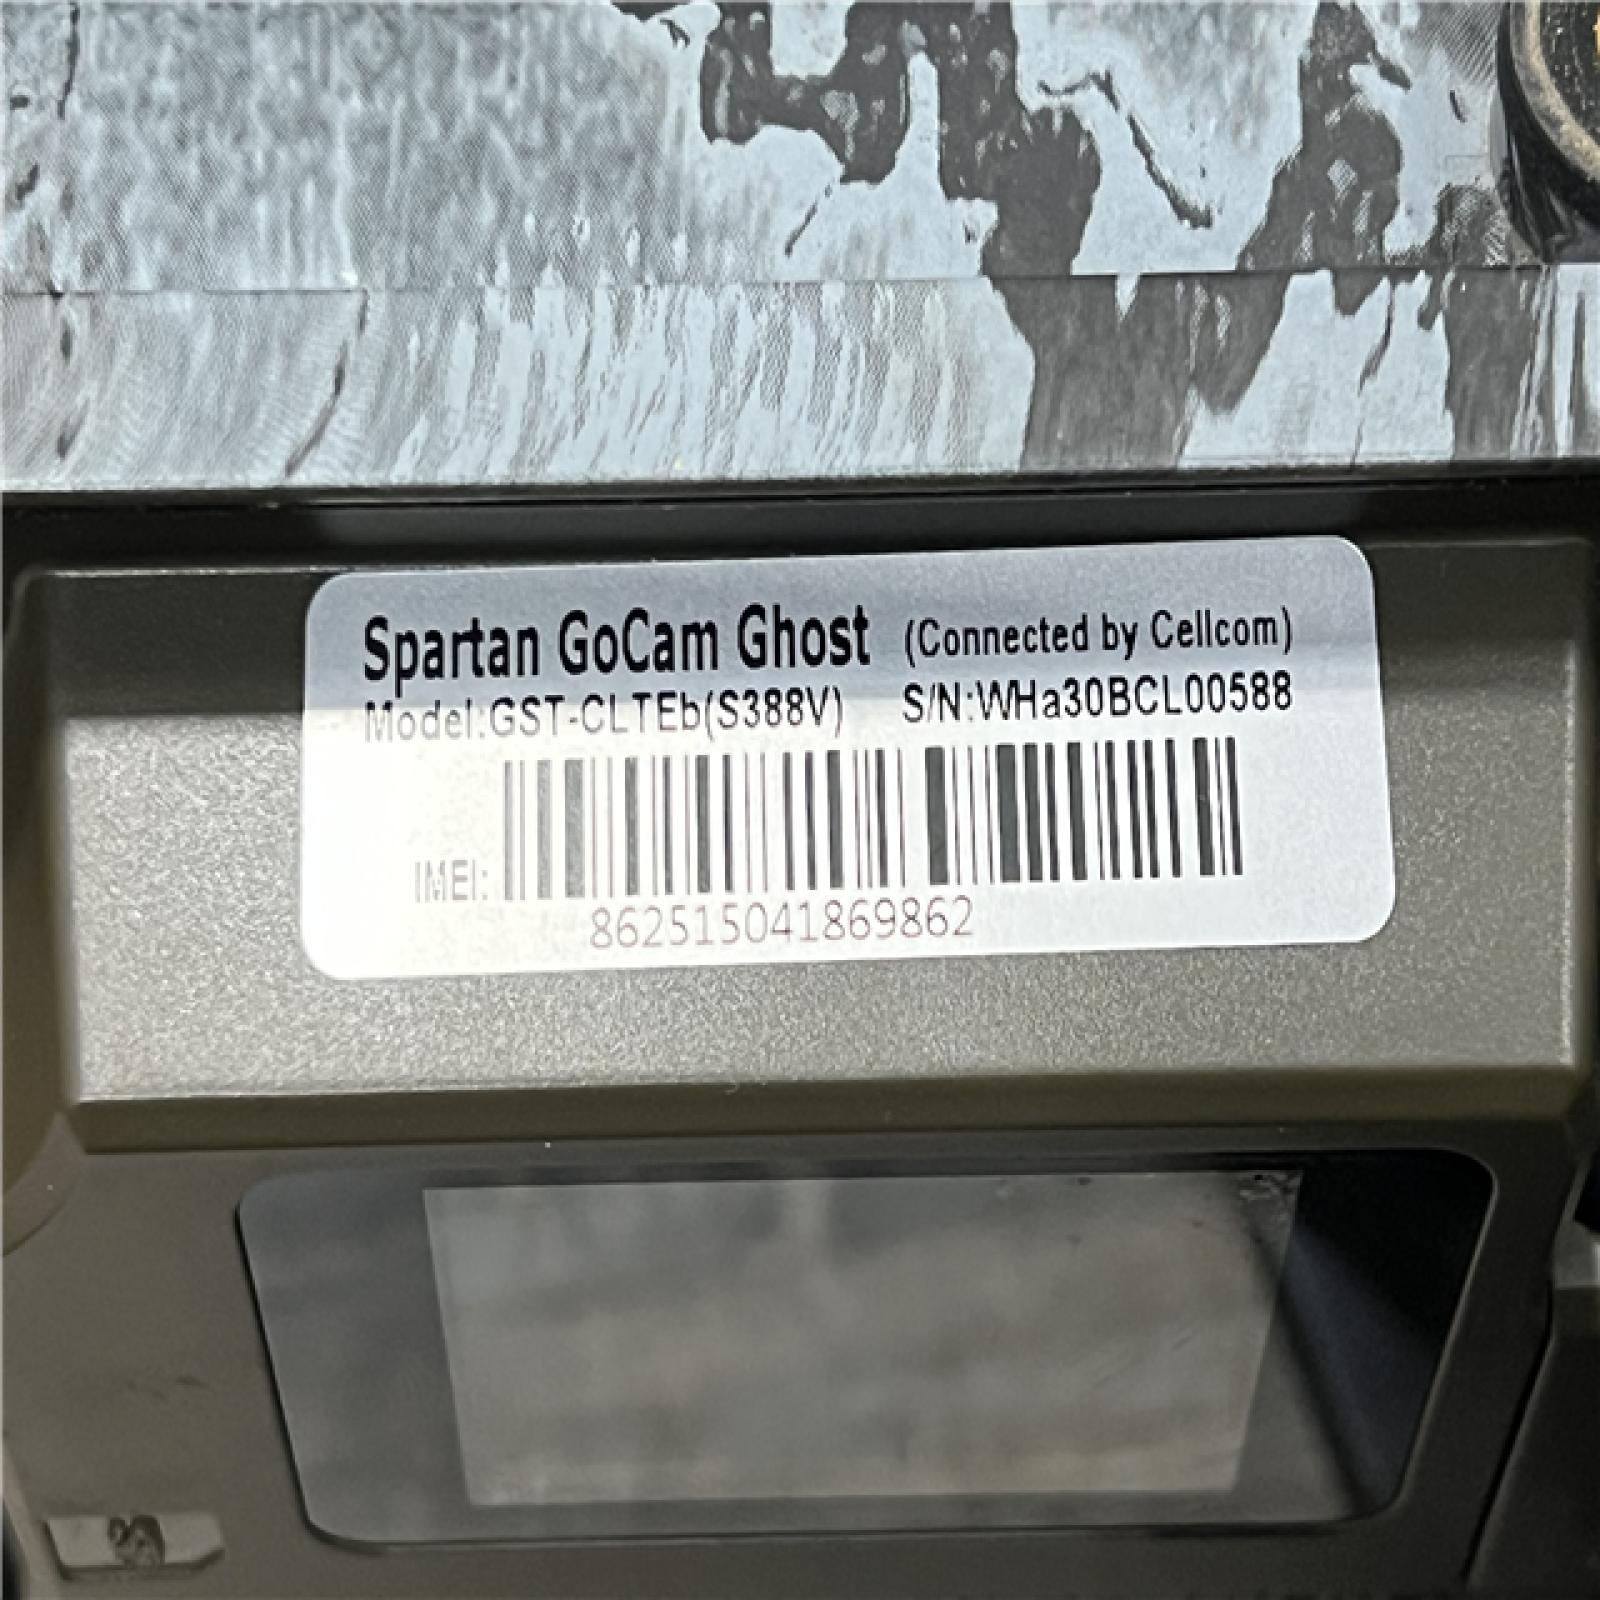 Spartan GoCam Ghost (Connected by Cellcom)
Model:GST-CLTEb(S388V) S/N:WHa30BCL00588
IMEI:
862515041869862